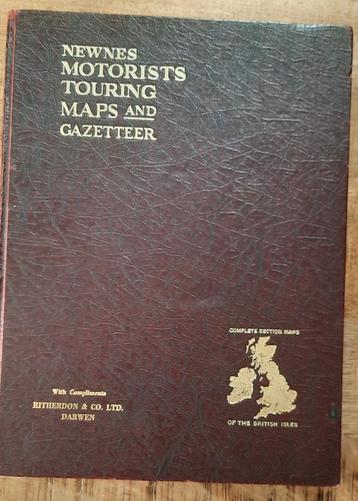 NEWNES
MOTORISTS
TOURING
MAPS AND
GAZETTEER
COMPLETE SECTION MAPS
OF THE BRITISH ISLES
With Compliments
RITHERDON & CO. LTD.
DARWEN